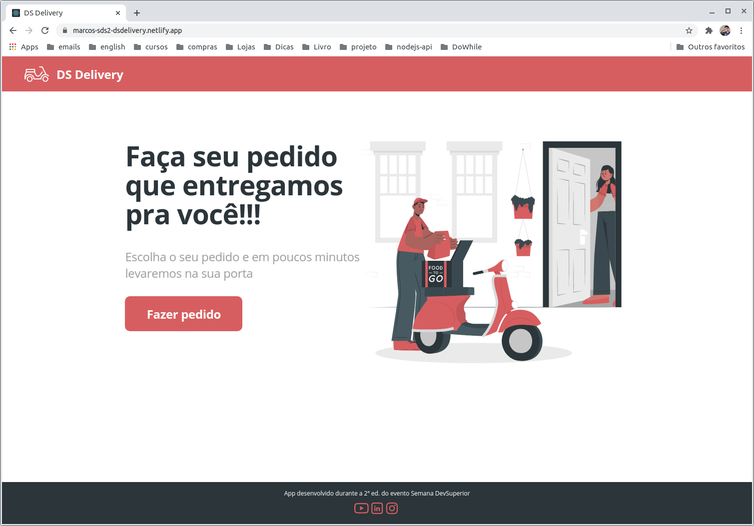 DS Delivery
marcos-sds2-dsdelivery.netlify.app
Apps emails english cursos compras Lojas Dicas Livro projeto nodejs-api DoWhile Outros favoritos
DS Delivery
Faça seu pedido
que entregamos
pra você!!!
Escolha o seu pedido e em poucos minutos
levaremos na sua porta
Fazer pedido
FOOD
TO
GO
App desenvolvido durante a 2ª ed. do evento Semana DevSuperior